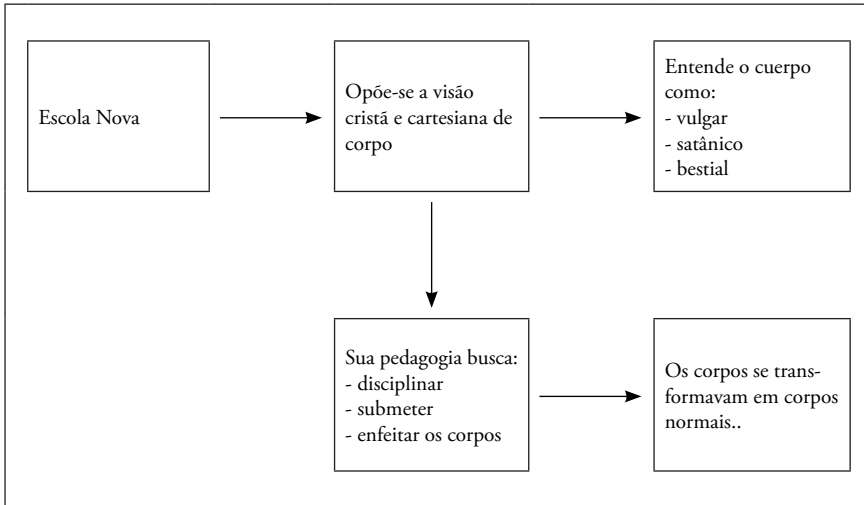 Escola Nova
Opõe-se a visão
cristã e cartesiana de
corpo
Entende o cuerpo
como:
- vulgar
- satânico
- bestial
Sua pedagogia busca:
- disciplinar
- submeter
- enfeitar os corpos
Os corpos se trans-
formavam em corpos
normais..